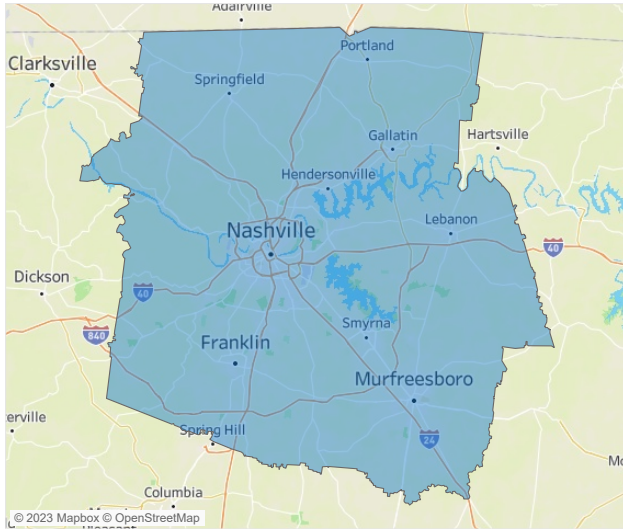 Adairville
Portland
Clarksville
Springfield
Gallatin
Hartsville
Hendersonville
Nashville
Lebanon
40
Dickson
40
Smyrna
840
Franklin
Murfreesboro
erville
Spring Hill
24
Mc
Columbia
© 2023 Mapbox © OpenStreetMap